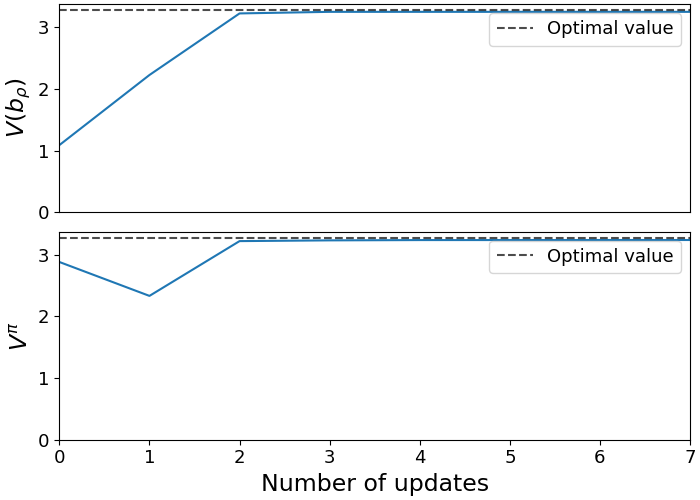 3
2
1
0
V(b_ρ)
Optimal value
3
2
1
0
V^π
Optimal value
0 1 2 3 4 5 6 7
Number of updates